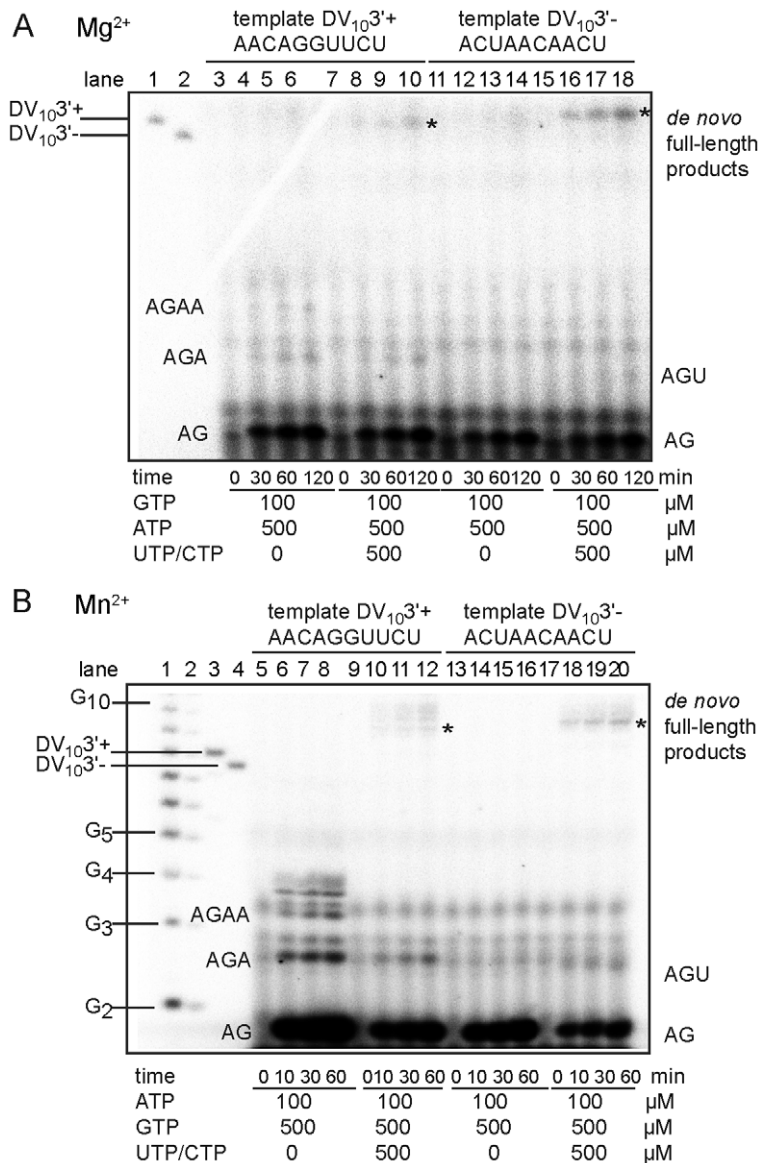 A Mg2+
template DV103'+ template DV103'-
AACAGGUUCU ACUAACAACU
lane 1 2 3 4 5 6 7 8 9 10 11 12 13 14 15 16 17 18
DV103'+
DV103'-
* *
de novo
full-length
products
AGAA
AGA
AGU
AG AG
time 0 30 60 120 0 30 60 120 0 30 60 120 0 30 60 120 min
GTP 100 100 100 100 µM
ATP 500 500 500 500 µM
UTP/CTP 0 500 0 500 µM
B Mn2+
template DV103'+ template DV103'-
AACAGGUUCU ACUAACAACU
lane 1 2 3 4 5 6 7 8 9 10 11 12 13 14 15 16 17 18 19 20
G10
DV103'+
DV103'-
* *
de novo
full-length
products
G5
G4
AGAA
G3
AGA
AGU
G2
AG AG
time 0 10 30 60 0 10 30 60 0 10 30 60 0 10 30 60 min
ATP 100 100 100 100 µM
GTP 500 500 500 500 µM
UTP/CTP 0 500 0 500 µM